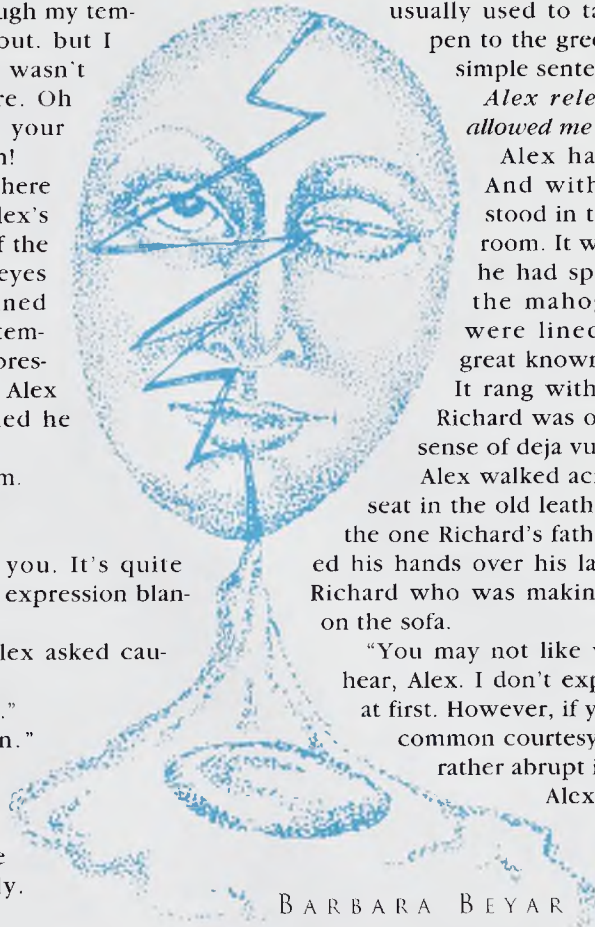 ugh my tem-
out. but I
wasn't
re. Oh
your
n!
here
lex's
f the
eyes
ned
tem-
pres-
Alex
ed he
m.
you. It's quite
expression blan-
lex asked cau-
."
n."
e
ly.
usually used to ta
pen to the gree
simple sente
Alex rele
allowed me
Alex ha
And with
stood in t
room. It w
he had sp
the mahog
were lined
great known
It rang with
Richard was o
sense of deja vu
Alex walked ac
seat in the old leath
the one Richard's fath
ed his hands over his la
Richard who was makin
on the sofa.
"You may not like
hear, Alex. I don't exp
at first. However, if y
common courtesy
rather abrupt i
Alex
BARBARA BEYAR